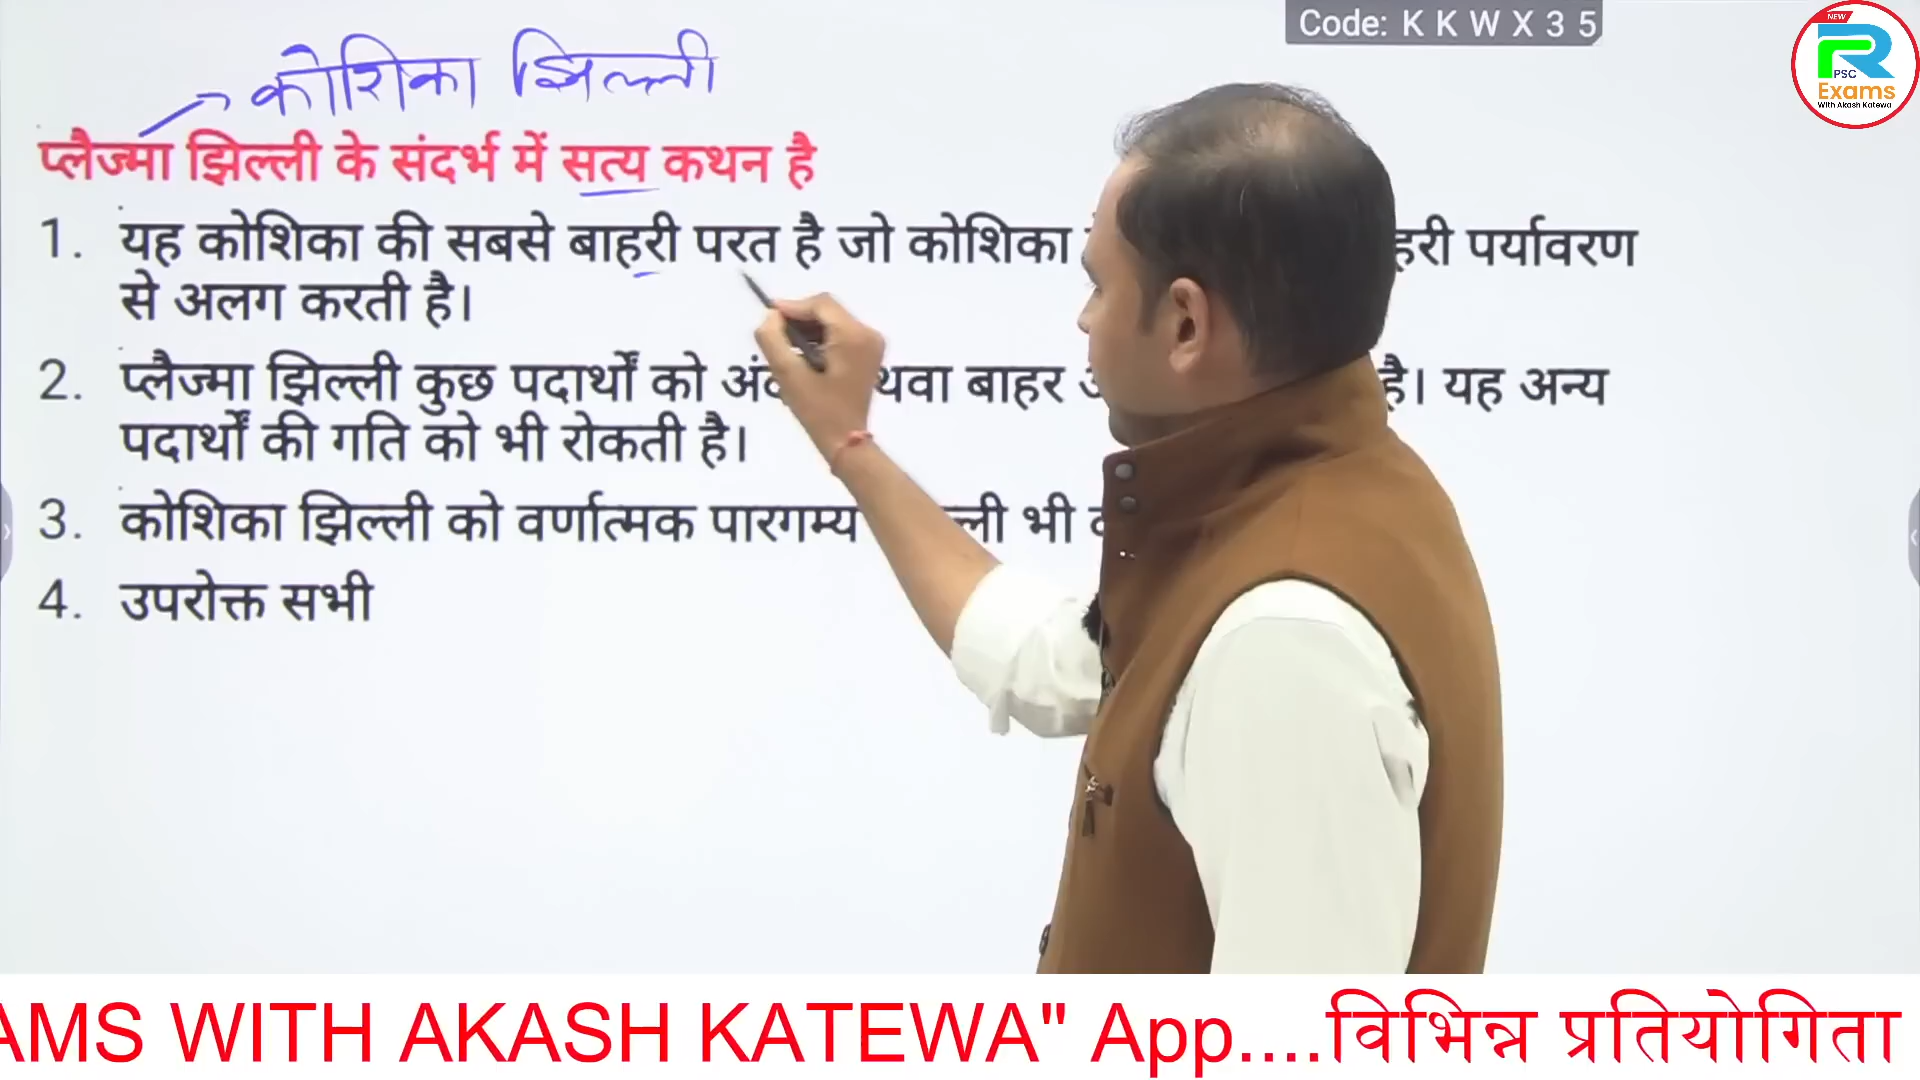 Code: K K W X 3 5
NEW
R
PSC
Exams
With Akash Katewa
कोशिका झिल्ली
प्लैज्मा झिल्ली के संदर्भ में सत्य कथन है
1. यह कोशिका की सबसे बाहरी परत है जो कोशिका पर्यावरण
से अलग करती है।
2. प्लैज्मा झिल्ली कुछ पदार्थों को बाहर है। यह अन्य
पदार्थों की गति को भी रोकती है।
3. कोशिका झिल्ली को वर्णात्मक पारगम्य भी
4. उपरोक्त सभी
AMS WITH AKASH KATEWA" App....विभिन्न प्रतियोगिता